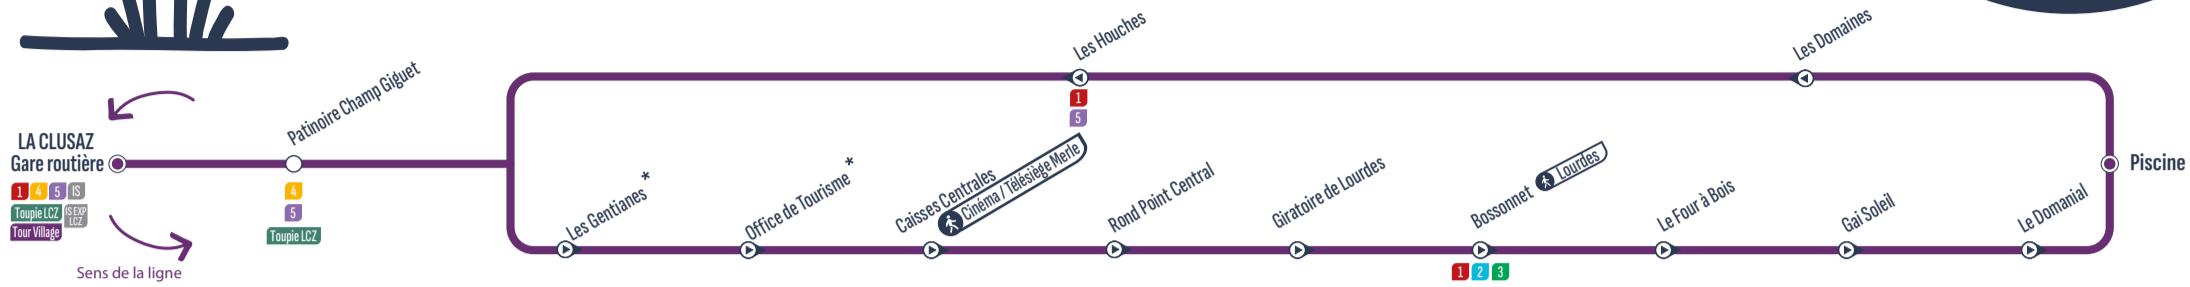 Les Houches
Les Domaines
1
5
Patinoire Champ Giguet
LA CLUSAZ
Gare routière
1 4 5 IS
Toupie LCZ IS EXP LCZ
Tour Village
Sens de la ligne
4
5
Toupie LCZ
Les Gentianes *
Office de Tourisme *
Caisses Centrales
Cinéma / Télésiège Merle
Rond Point Central
Giratoire de Lourdes
Bossonnet
Lourdes
1 2 3
Le Four à Bois
Gai Soleil
Le Domanial
Piscine